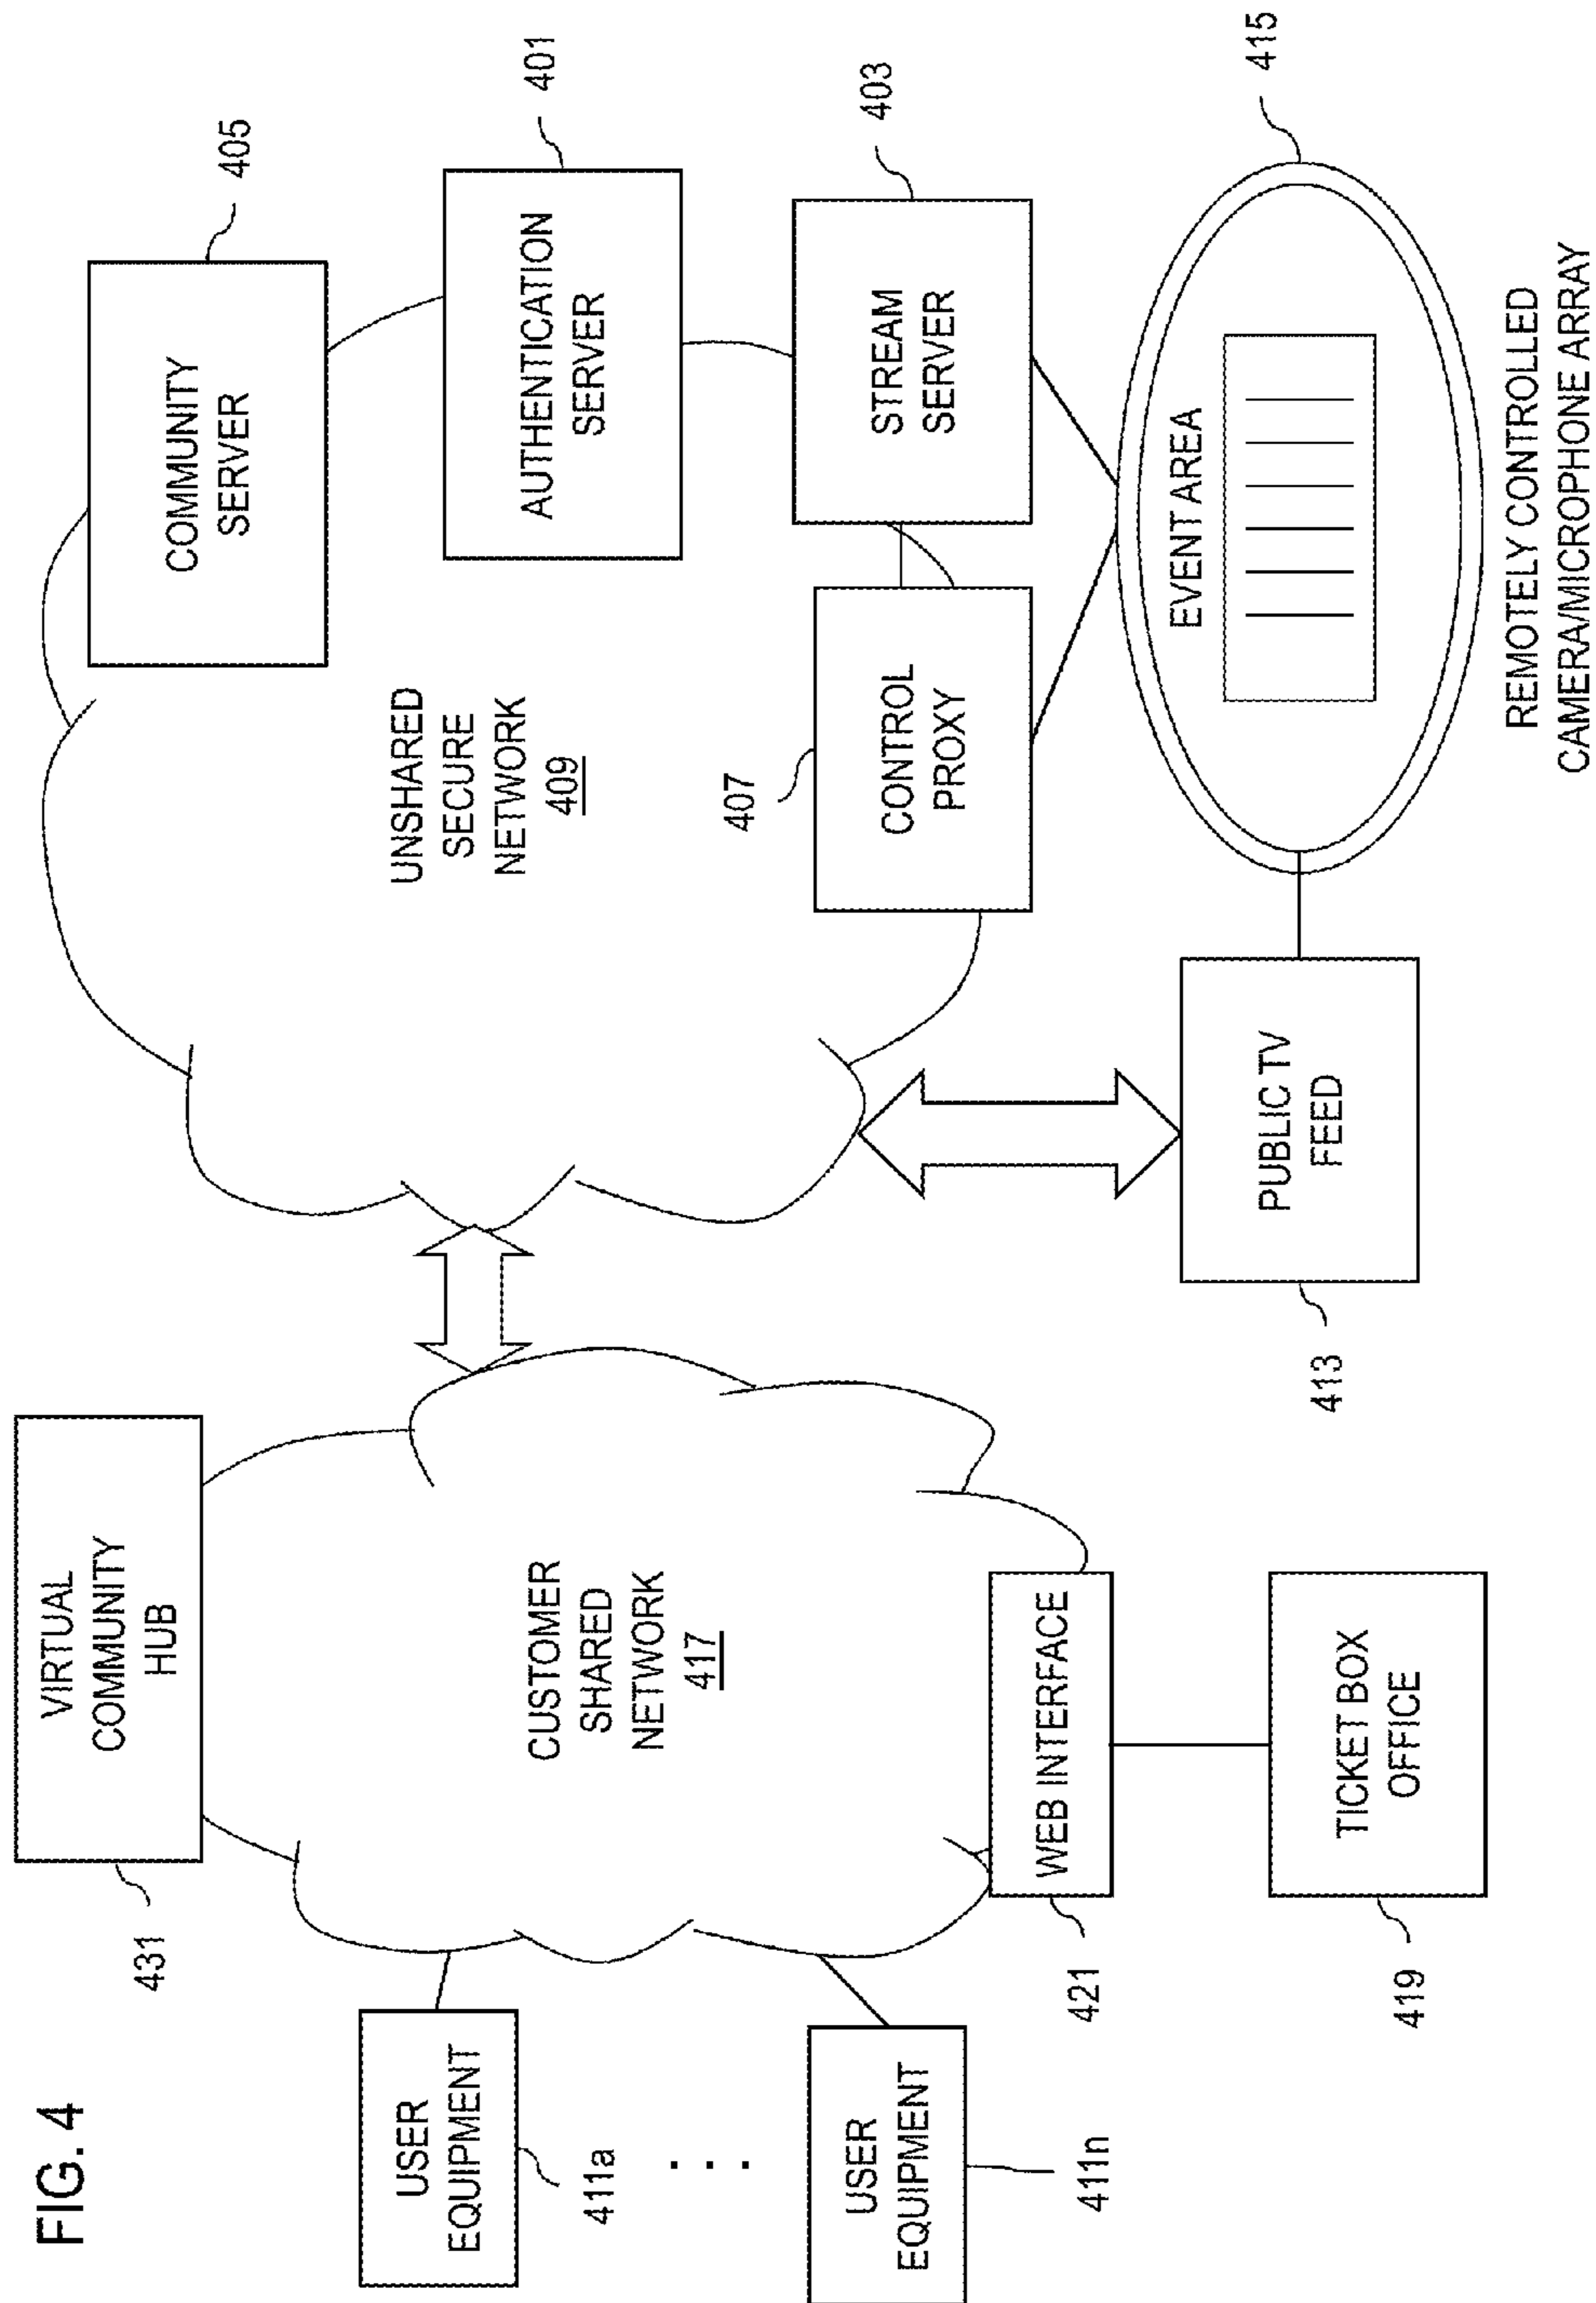 FIG. 4
VIRTUAL
COMMUNITY
HUB
431
USER
EQUIPMENT
411a
. . .
USER
EQUIPMENT
411n
CUSTOMER
SHARED
NETWORK
417
WEB INTERFACE
421
TICKET BOX
OFFICE
419
UNSHARED
SECURE
NETWORK
409
COMMUNITY
SERVER
405
AUTHENTICATION
SERVER
401
STREAM
SERVER
403
407
CONTROL
PROXY
PUBLIC TV
FEED
413
EVENT AREA
415
REMOTELY CONTROLLED
CAMERA/MICROPHONE ARRAY